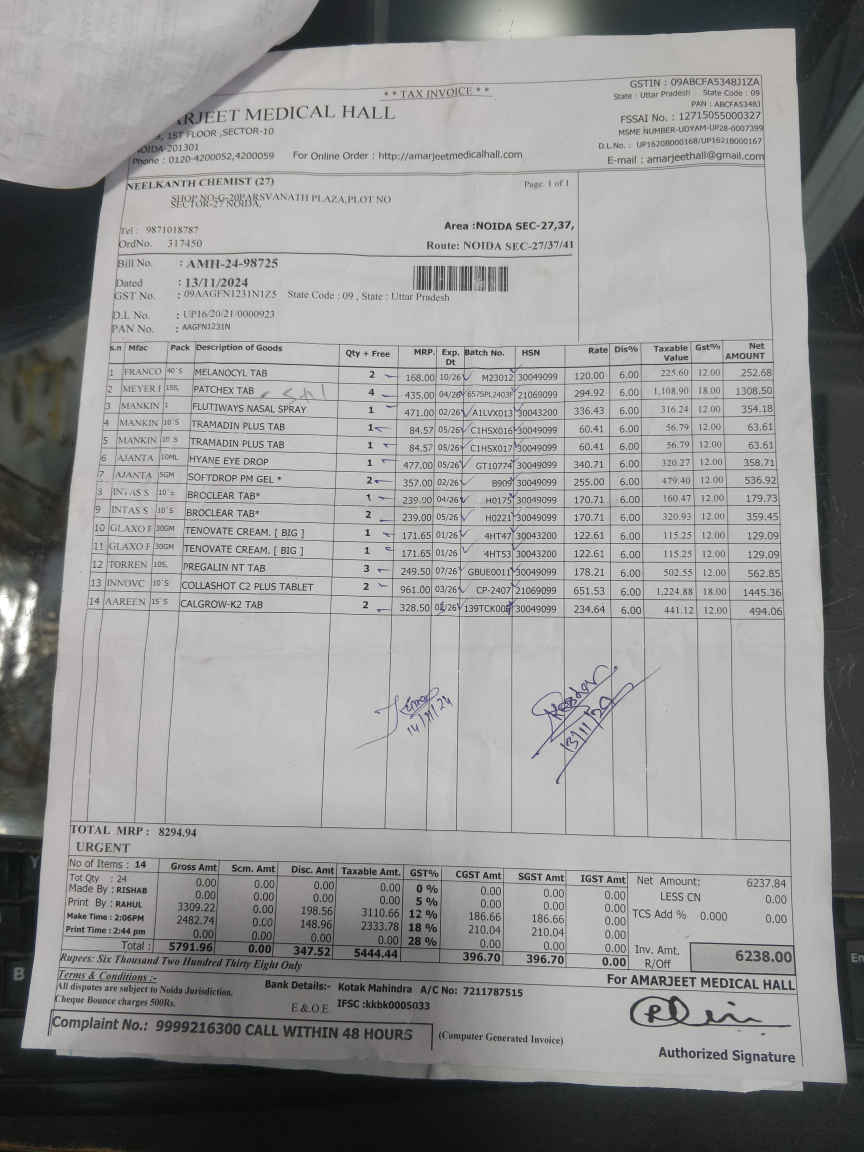 * * TAX INVOICE * *
GSTIN : 09ABCFA5348J1ZA
State : Uttar Pradesh State Code : 09
PAN : ABCFA5348J
FSSAI No. : 12715055000327
MSME NUMBER-UDYAM-UP28-0007399
D.L.No. : UP1620B000168/UP1621B000167
E-mail : amarjeethall@gmail.com
ARJEET MEDICAL HALL
, 1ST FLOOR ,SECTOR-10
OIDA-201301
Phone : 0120-4200052,4200059 For Online Order : http://amarjeetmedicalhall.com
NEELKANTH CHEMIST (27) Page: 1 of 1
SHOP NO-G-20PARSVANATH PLAZA,PLOT NO
SECTOR-27 NOIDA,
Tel : 9871018787 Area :NOIDA SEC-27,37,
OrdNo. 317450 Route: NOIDA SEC-27/37/41
Bill No. : AMH-24-98725
Dated : 13/11/2024
GST No. : 09AAGFN1231N1Z5 State Code : 09 , State : Uttar Pradesh
D.L No. : UP16/20/21/0000923
PAN No. : AAGFN1231N
s.n Mfac Pack Description of Goods Qty + Free MRP. Exp. Dt Batch No. HSN Rate Dis% Taxable Value Gst% Net AMOUNT
1 FRANCO 40`S MELANOCYL TAB 2 168.00 10/26 M23012 30049099 120.00 6.00 225.60 12.00 252.68
2 MEYER F 15S, PATCHEX TAB 4 435.00 04/26 657SPL2403F 21069099 294.92 6.00 1,108.90 18.00 1308.50
3 MANKIN 1 FLUTIWAYS NASAL SPRAY 1 471.00 02/26 A1LVX013 30043200 336.43 6.00 316.24 12.00 354.18
4 MANKIN 10`S TRAMADIN PLUS TAB 1 84.57 05/26 C1HSX016 30049099 60.41 6.00 56.79 12.00 63.61
5 MANKIN 10 S TRAMADIN PLUS TAB 1 84.57 05/26 C1HSX017 30049099 60.41 6.00 56.79 12.00 63.61
6 AJANTA 10ML HYANE EYE DROP 1 477.00 05/26 GT10774 30049099 340.71 6.00 320.27 12.00 358.71
7 AJANTA 5GM SOFTDROP PM GEL * 2 357.00 02/26 B909 30049099 255.00 6.00 479.40 12.00 536.92
8 INTAS S 10`S BROCLEAR TAB* 1 239.00 04/26 H0175 30049099 170.71 6.00 160.47 12.00 179.73
9 INTAS S 10`S BROCLEAR TAB* 2 239.00 05/26 H0221 30049099 170.71 6.00 320.93 12.00 359.45
10 GLAXO F 30GM TENOVATE CREAM. [ BIG ] 1 171.65 01/26 4HT47 30043200 122.61 6.00 115.25 12.00 129.09
11 GLAXO F 30GM TENOVATE CREAM. [ BIG ] 1 171.65 01/26 4HT53 30043200 122.61 6.00 115.25 12.00 129.09
12 TORREN 10S, PREGALIN NT TAB 3 249.50 07/26 GBUE0011 30049099 178.21 6.00 502.55 12.00 562.85
13 INNOVC 10`S COLLASHOT C2 PLUS TABLET 2 961.00 03/26 CP-2407 21069099 651.53 6.00 1,224.88 18.00 1445.36
14 AAREEN 15`S CALGROW-K2 TAB 2 328.50 139TCK 30049099 234.64 6.00 441.12 12.00 494.06
14/11/24
13/11/24
TOTAL MRP : 8294.94
URGENT
No of Items : 14 Gross Amt Scm. Amt Disc. Amt Taxable Amt. GST% CGST Amt SGST Amt IGST Amt Net Amount: 6237.84
Tot Qty : 24 0.00 0.00 0.00 0.00 0 % 0.00 0.00 0.00 LESS CN 0.00
Made By : RISHAB 0.00 0.00 0.00 0.00 5 % 0.00 0.00 0.00
Print By : RAHUL 3309.22 0.00 198.56 3110.66 12 % 186.66 186.66 0.00 TCS Add % 0.000 0.00
Make Time : 2:06PM 2482.74 0.00 148.96 2333.78 18 % 210.04 210.04 0.00
Print Time : 2:44 pm 0.00 0.00 0.00 0.00 28 % 0.00 0.00 0.00
Total : 5791.96 0.00 347.52 5444.44 396.70 396.70 0.00 Inv. Amt. R/Off 6238.00
Rupees: Six Thousand Two Hundred Thirty Eight Only
For AMARJEET MEDICAL HALL
Terms & Conditions :-
All disputes are subject to Noida Jurisdiction.
Cheque Bounce charges 500Rs.
Bank Details:- Kotak Mahindra A/C No: 7211787515
E.&.O.E. IFSC :kkbk0005033
Complaint No.: 9999216300 CALL WITHIN 48 HOURS
(Computer Generated Invoice)
Authorized Signature